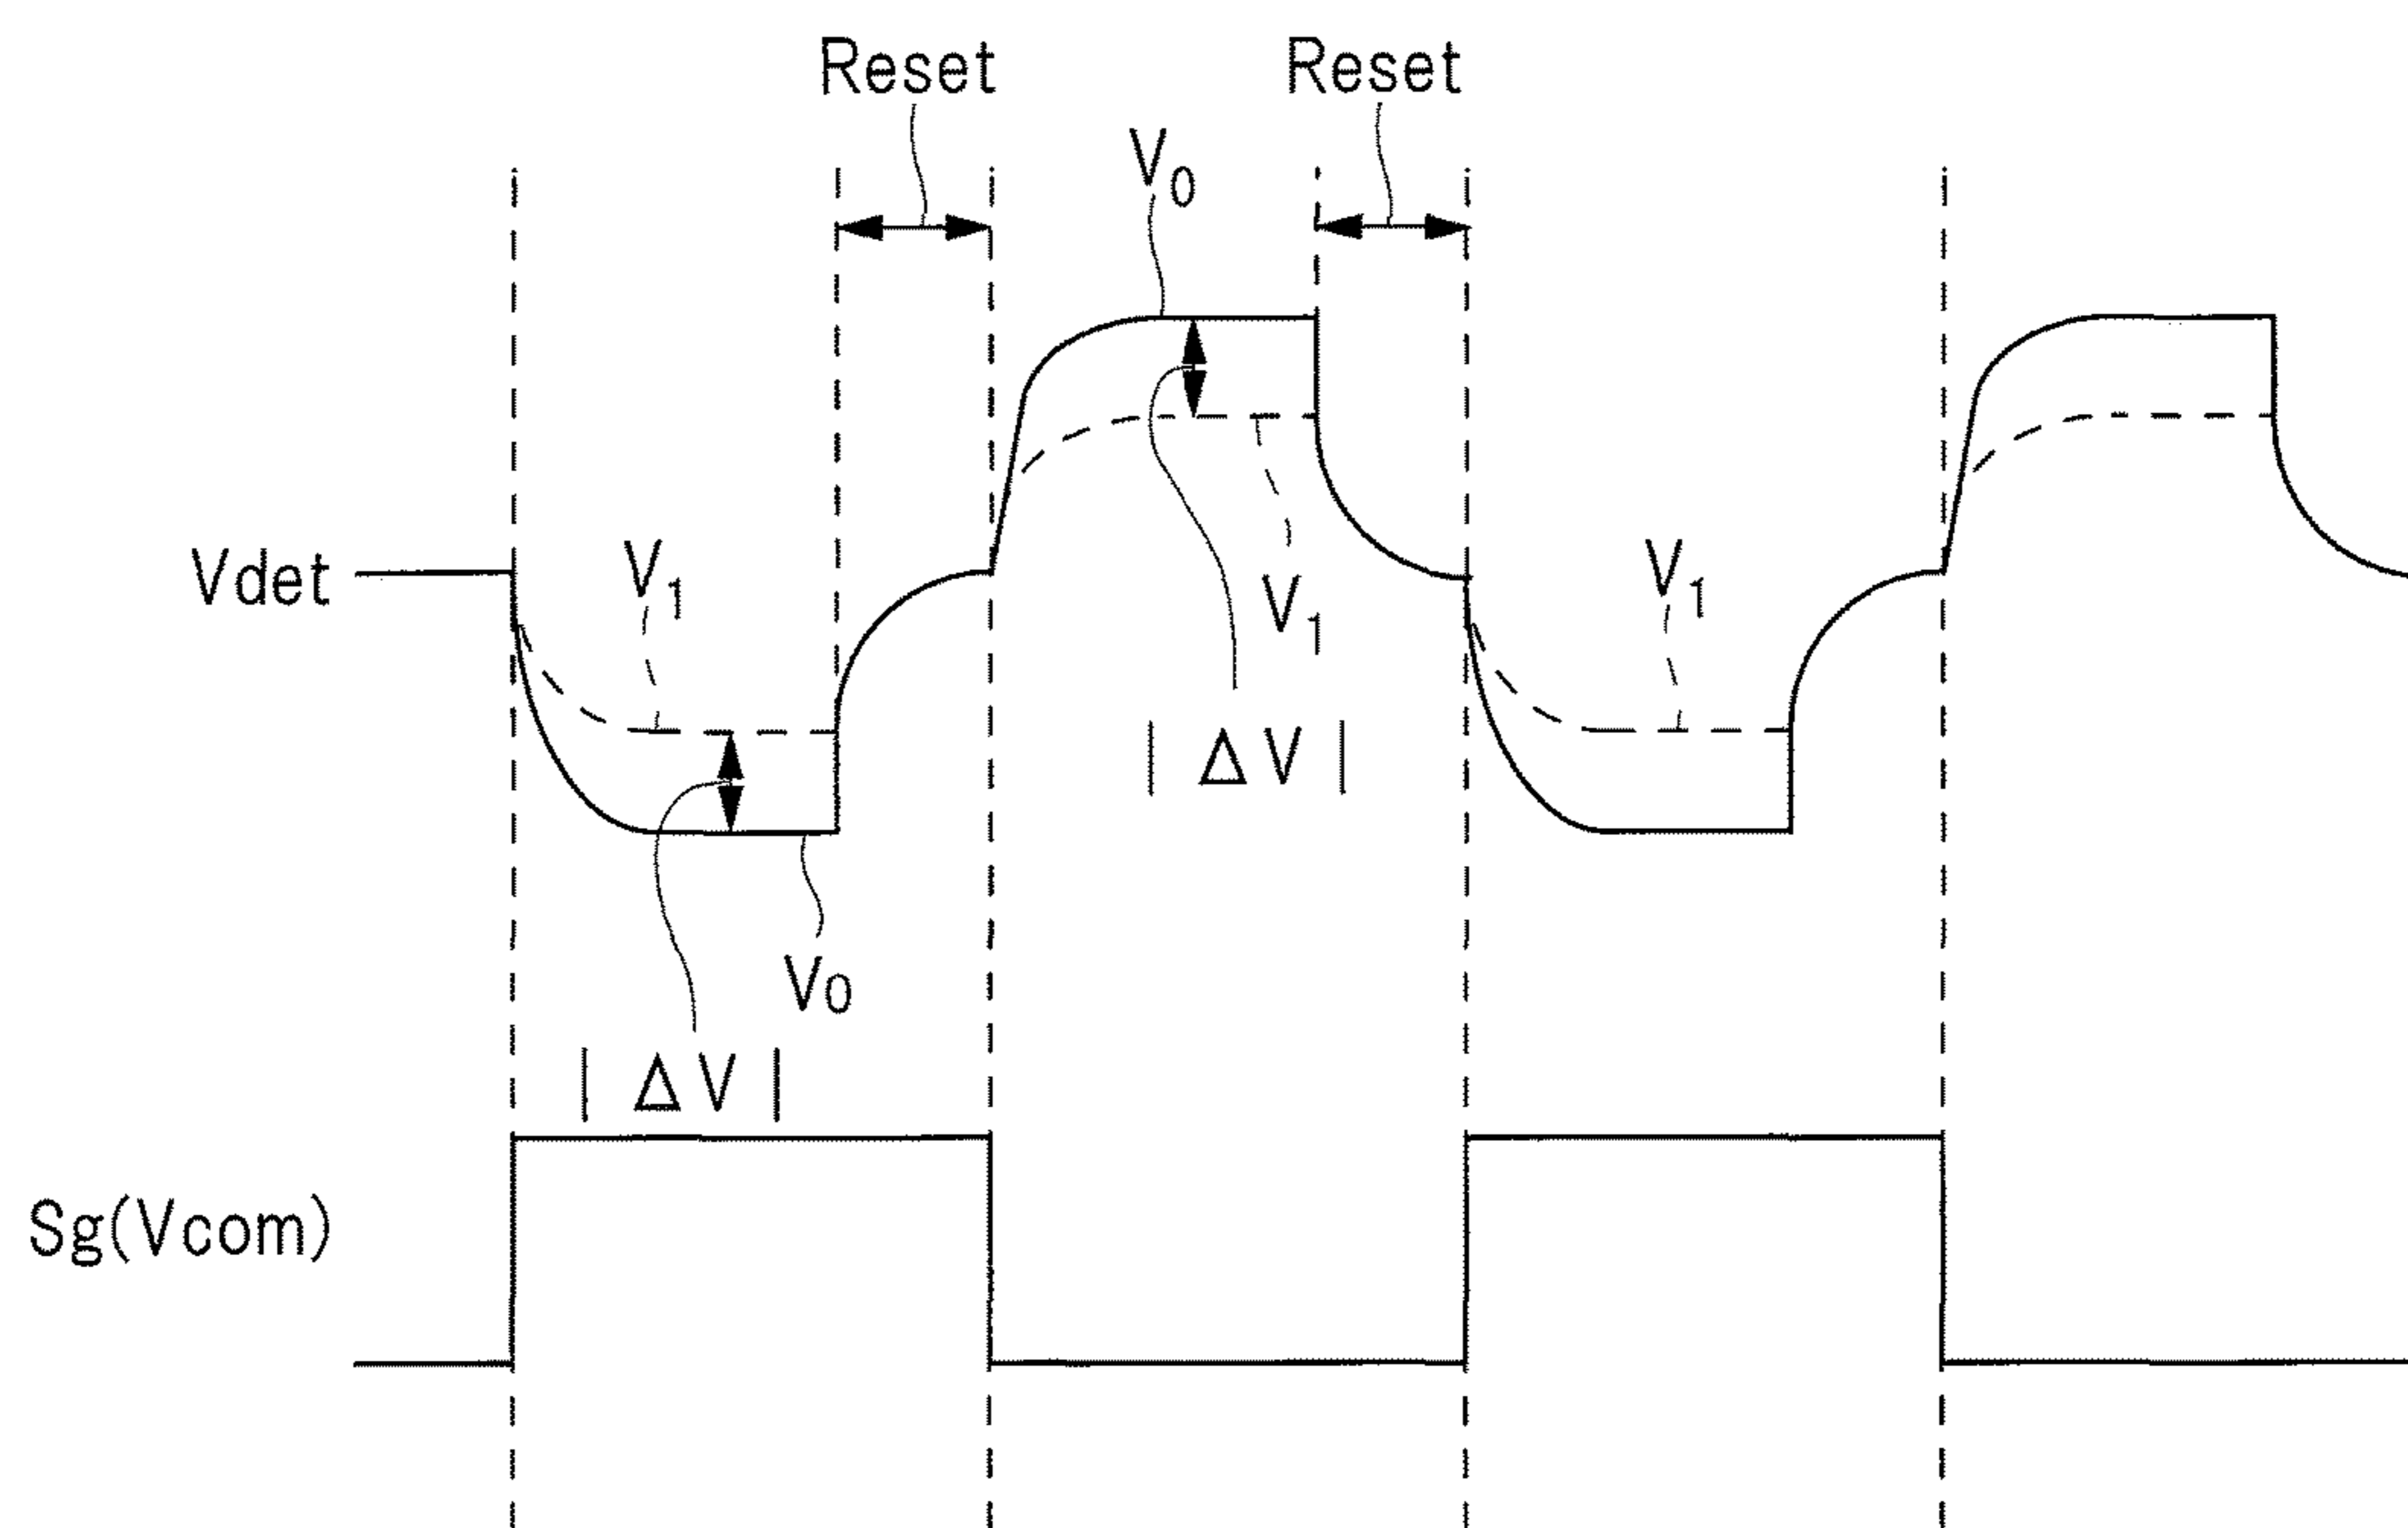 Reset
Reset
V0
Vdet
V1
V1
V1
| ΔV |
V0
| ΔV |
Sg(Vcom)